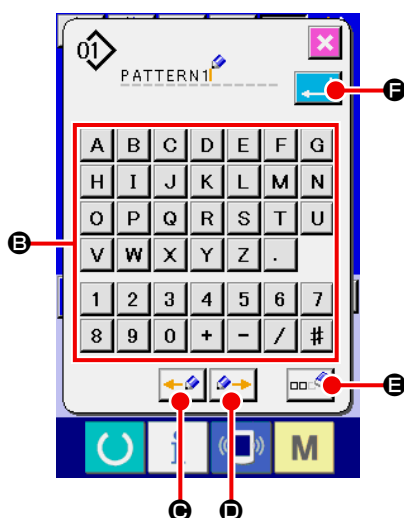 01
PATTERN1
F
A B C D E F G
H I J K L M N
O P Q R S T U
B
V W X Y Z .
1 2 3 4 5 6 7
8 9 0 + - / #
E
i M
C D